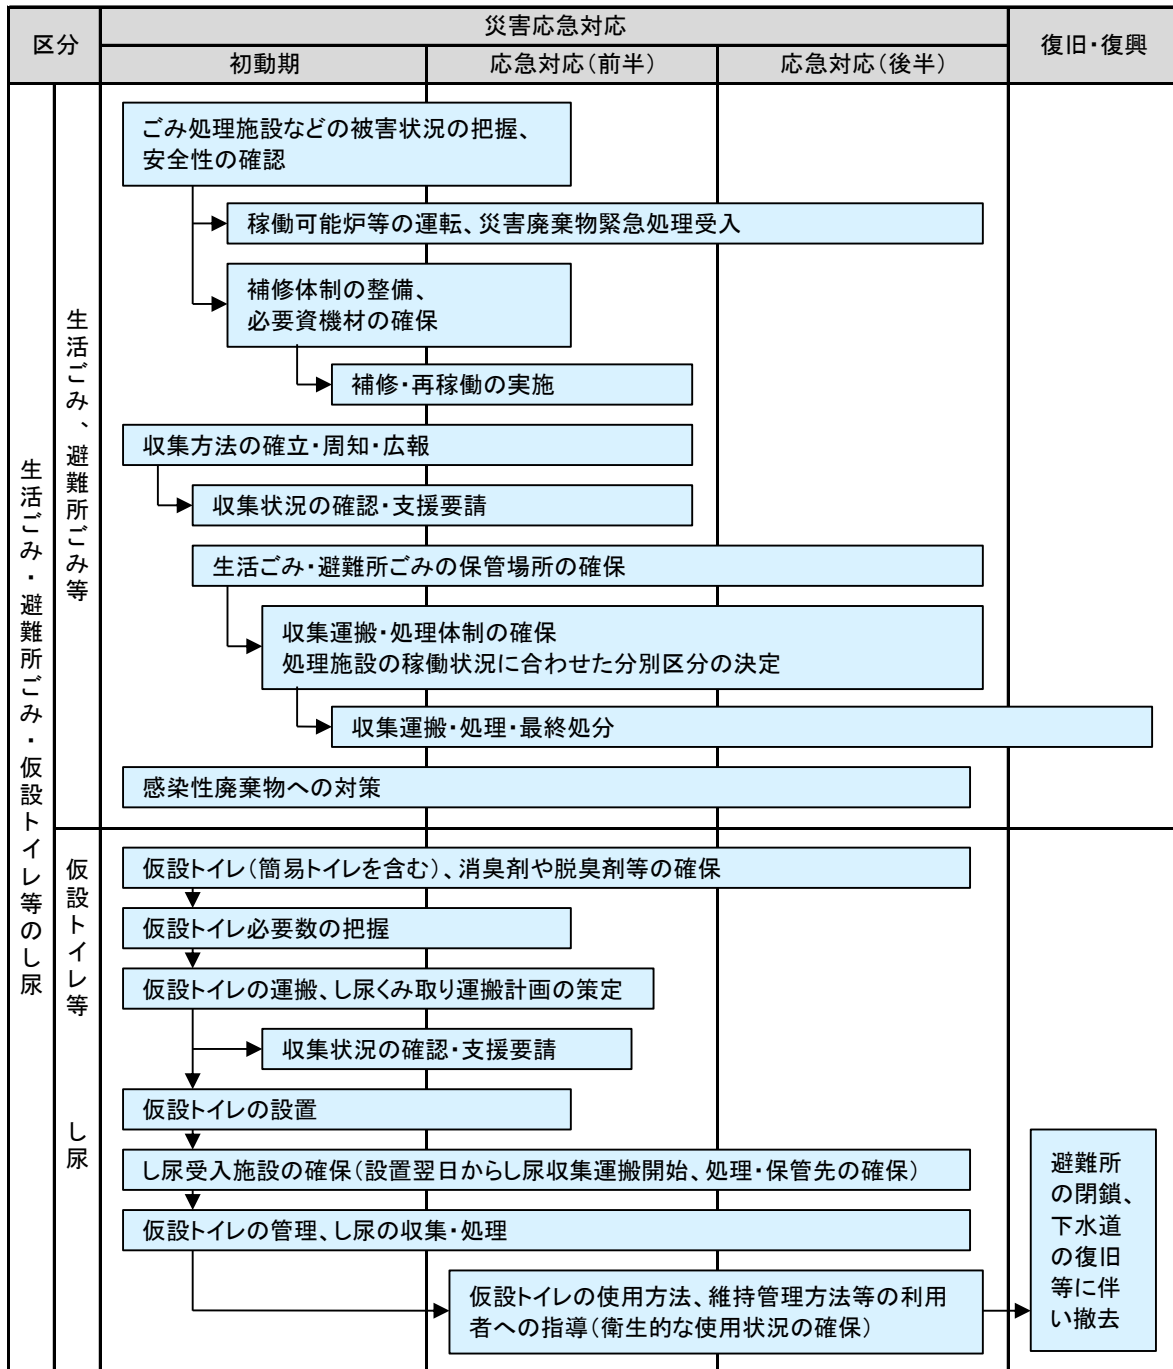 区分
災害応急対応
復旧・復興
初動期
応急対応(前半)
応急対応(後半)
生活ごみ・避難所ごみ・仮設トイレ等のし尿
生活ごみ、避難所ごみ等
ごみ処理施設などの被害状況の把握、
安全性の確認
稼働可能炉等の運転、災害廃棄物緊急処理受入
補修体制の整備、
必要資機材の確保
補修・再稼働の実施
収集方法の確立・周知・広報
収集状況の確認・支援要請
生活ごみ・避難所ごみの保管場所の確保
収集運搬・処理体制の確保
処理施設の稼働状況に合わせた分別区分の決定
収集運搬・処理・最終処分
感染性廃棄物への対策
仮設トイレ等
し尿
仮設トイレ(簡易トイレを含む)、消臭剤や脱臭剤等の確保
仮設トイレ必要数の把握
仮設トイレの運搬、し尿くみ取り運搬計画の策定
収集状況の確認・支援要請
仮設トイレの設置
し尿受入施設の確保(設置翌日からし尿収集運搬開始、処理・保管先の確保)
仮設トイレの管理、し尿の収集・処理
仮設トイレの使用方法、維持管理方法等の利用
者への指導(衛生的な使用状況の確保)
避難所
の閉鎖、
下水道
の復旧
等に伴
い撤去